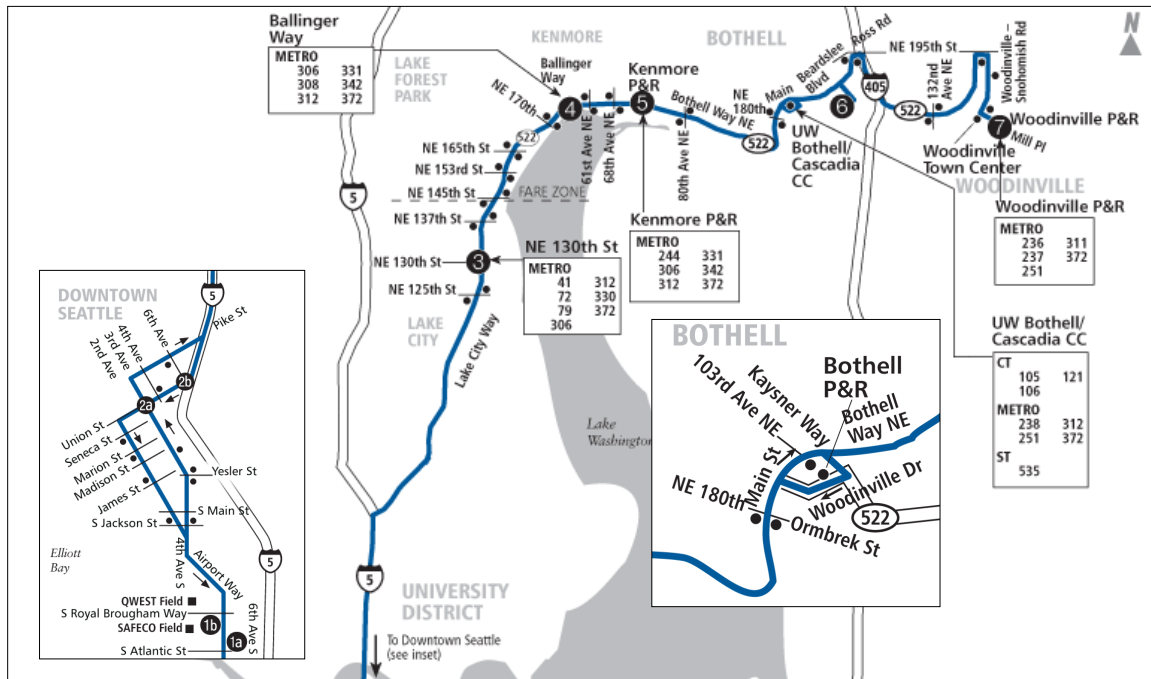 Ballinger
Way
METRO
306 331
308 342
312 372
LAKE
FOREST
PARK
KENMORE
Ballinger
Way
NE 170th
4
Kenmore
P&R
5
BOTHELL
Bothell Way NE
NE
180th
Main
Beardslee
Blvd
Ross Rd
NE 195th St
405
6
522
132nd
Ave NE
Woodinville –
Snohomish Rd
N
7
Woodinville P&R
Mill Pl
Woodinville
Town Center
WOODINVILLE
522
UW
Bothell/
Cascadia
CC
522
NE 165th St
NE 153rd St
NE 145th St
FARE ZONE
NE 137th St
61st Ave NE
68th Ave NE
80th Ave NE
5
NE 130th St
3
NE 125th St
LAKE
CITY
Lake City Way
NE 130th St
METRO
41 312
72 330
79 372
306
Kenmore P&R
METRO
244 331
306 342
312 372
Woodinville P&R
METRO
236 311
237 372
251
UW Bothell/
Cascadia CC
CT
105 121
106
METRO
238 312
251 372
ST
535
Lake
Washington
5
UNIVERSITY
DISTRICT
To Downtown Seattle
(see inset)
DOWNTOWN
SEATTLE
5
6th Ave
4th Ave
3rd Ave
2nd Ave
Pike St
2b
2a
Union St
Seneca St
Marion St
Madison St
James St
Yesler St
S Main St
S Jackson St
Elliott
Bay
4th Ave S
Airport Way
5
QWEST Field
S Royal Brougham Way
SAFECO Field
1b
1a
6th Ave S
S Atlantic St
BOTHELL
103rd Ave NE
Kaysner Way
Bothell
P&R
Bothell
Way NE
Main St
NE 180th
Woodinville Dr
Ormbrek St
522